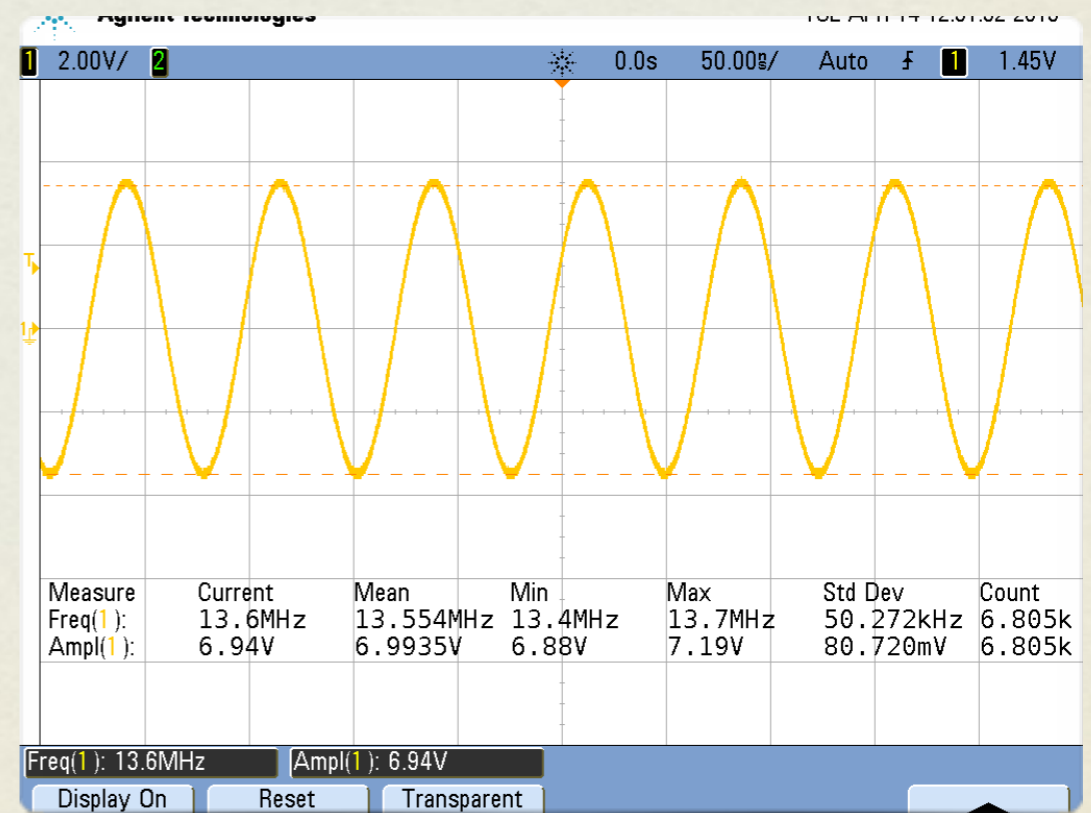 Agilent Technologies
1 2.00V/ 2 0.0s 50.00ns/ Auto 1 1.45V
T
1
Measure Current Mean Min Max Std Dev Count
Freq(1): 13.6MHz 13.554MHz 13.4MHz 13.7MHz 50.272kHz 6.805k
Ampl(1): 6.94V 6.9935V 6.88V 7.19V 80.720mV 6.805k
Freq(1): 13.6MHz Ampl(1): 6.94V
Display On Reset Transparent